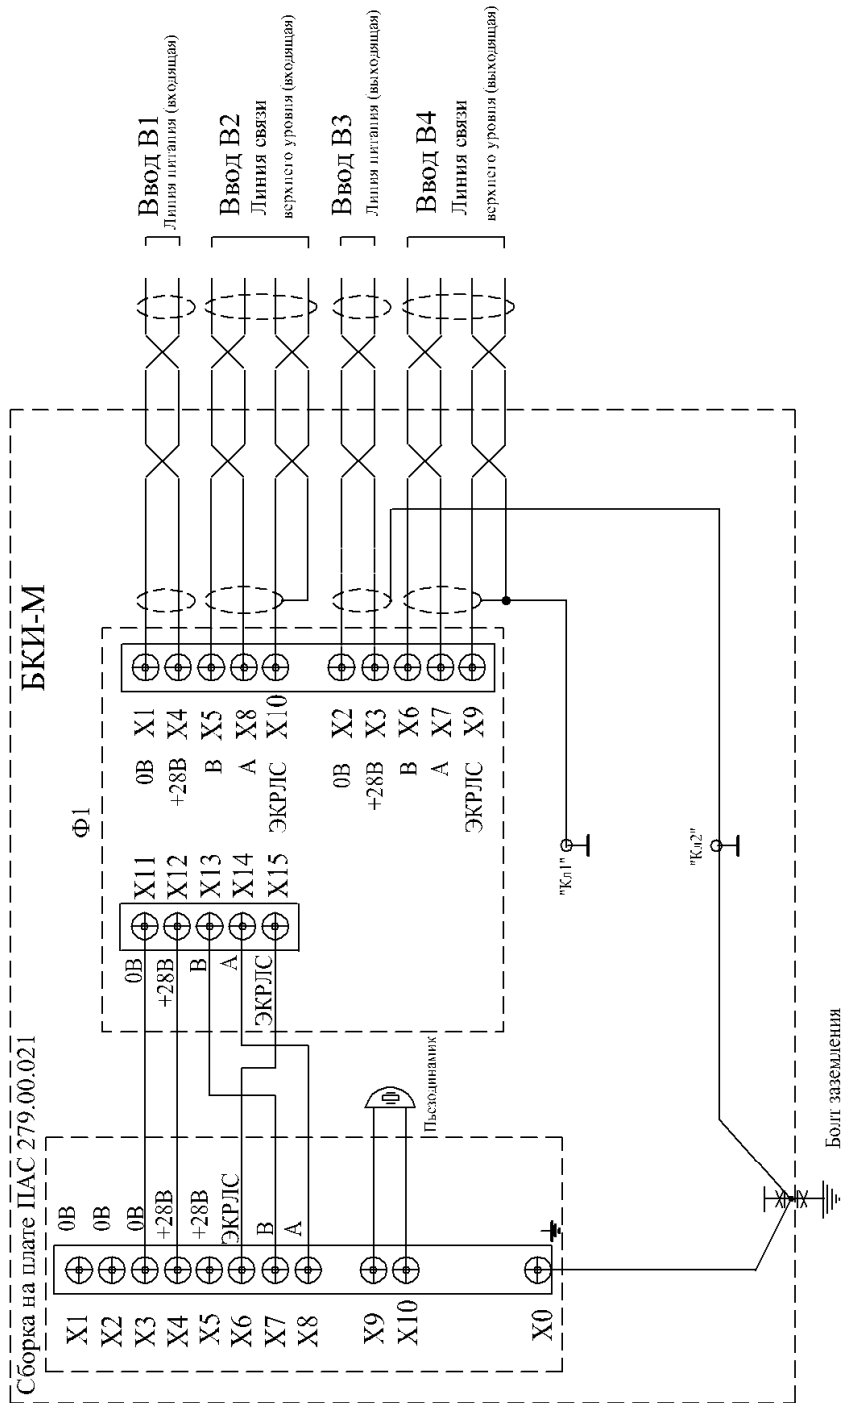 Ввод В1
Линия питания (входящая)
Ввод В2
Линия связи
верхнего уровня (входящая)
Ввод В3
Линия питания (выходящая)
Ввод В4
Линия связи
верхнего уровня (выходящая)
БКИ-М
Ф1
0В Х1
+28В Х4
В Х5
А Х8
ЭКРЛС Х10
0В Х2
+28В Х3
В Х6
А Х7
ЭКРЛС Х9
0В Х11
+28В Х12
В Х13
А Х14
ЭКРЛС Х15
"Кл1"
"Кл2"
Сборка на плате ПАС 279.00.021
Х1 0В
Х2 0В
Х3 0В
Х4 +28В
Х5 +28В
Х6 ЭКРЛС
Х7 В
Х8 А
Х9
Х10
Х0
Пьезодинамик
Болт заземления